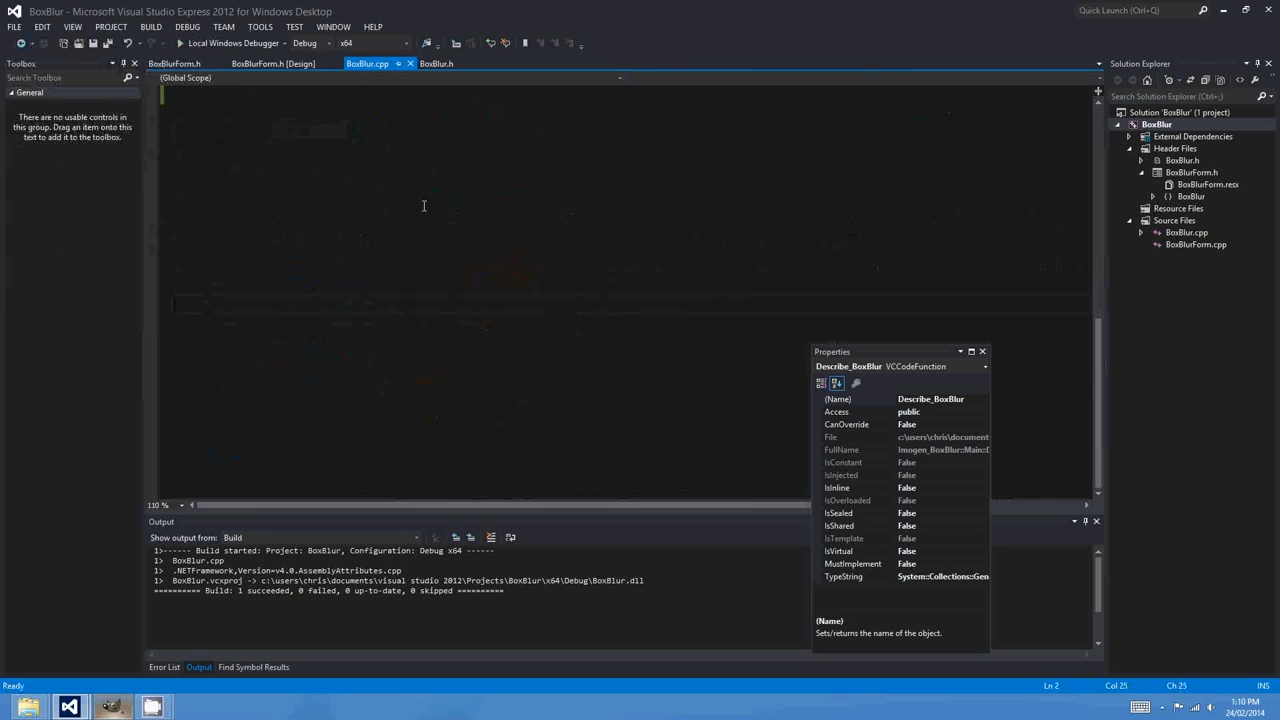 BoxBlur - Microsoft Visual Studio Express 2012 for Windows Desktop
Quick Launch (Ctrl+;)
FILE EDIT VIEW PROJECT BUILD DEBUG TEAM TOOLS TEST WINDOW HELP
Local Windows Debugger Debug x64
Toolbox
BoxBlurForm.h BoxBlurForm.h [Design] BoxBlur.cpp BoxBlur.h
Solution Explorer
Search Toolbox
(Global Scope)
General
There are no usable controls in
this group. Drag an item onto this
text to add it to the toolbox.
Search Solution Explorer (Ctrl+;)
Solution 'BoxBlur' (1 project)
BoxBlur
External Dependencies
Header Files
BoxBlur.h
BoxBlurForm.h
BoxBlurForm.resx
BoxBlur
Resource Files
Source Files
BoxBlur.cpp
BoxBlurForm.cpp
Properties
Describe_BoxBlur VCCodeFunction
(Name) Describe_BoxBlur
Access public
CanOverride False
File c:\users\chris\document
FullName Imogen_BoxBlur::Main::D
IsConstant False
IsInjected False
IsInline False
IsOverloaded False
IsSealed False
IsShared False
IsTemplate False
IsVirtual False
MustImplement False
TypeString System::Collections::Gen
(Name)
Sets/returns the name of the object.
110 %
Output
Show output from: Build
1>------ Build started: Project: BoxBlur, Configuration: Debug x64 ------
1> BoxBlur.cpp
1> .NETFramework,Version=v4.0.AssemblyAttributes.cpp
1> BoxBlur.vcxproj -> c:\users\chris\documents\visual studio 2012\Projects\BoxBlur\x64\Debug\BoxBlur.dll
========== Build: 1 succeeded, 0 failed, 0 up-to-date, 0 skipped ==========
Error List Output Find Symbol Results
Ready Ln 2 Col 25 Ch 25 INS
1:10 PM
24/02/2014